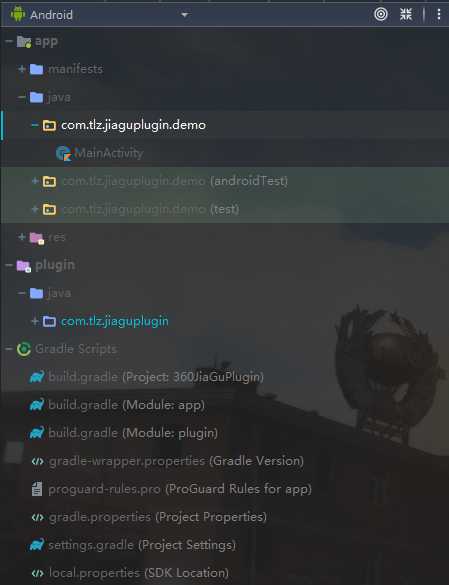 Android
app
manifests
java
com.tlz.jiaguplugin.demo
MainActivity
com.tlz.jiaguplugin.demo (androidTest)
com.tlz.jiaguplugin.demo (test)
res
plugin
java
com.tlz.jiaguplugin
Gradle Scripts
build.gradle (Project: 360JiaGuPlugin)
build.gradle (Module: app)
build.gradle (Module: plugin)
gradle-wrapper.properties (Gradle Version)
proguard-rules.pro (ProGuard Rules for app)
gradle.properties (Project Properties)
settings.gradle (Project Settings)
local.properties (SDK Location)